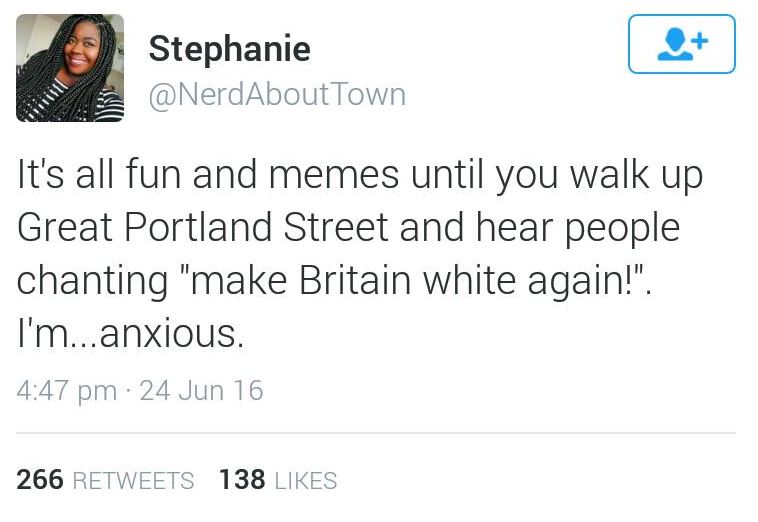 Stephanie
@NerdAboutTown
It's all fun and memes until you walk up
Great Portland Street and hear people
chanting "make Britain white again!".
I'm...anxious.
4:47 pm · 24 Jun 16
266 RETWEETS 138 LIKES